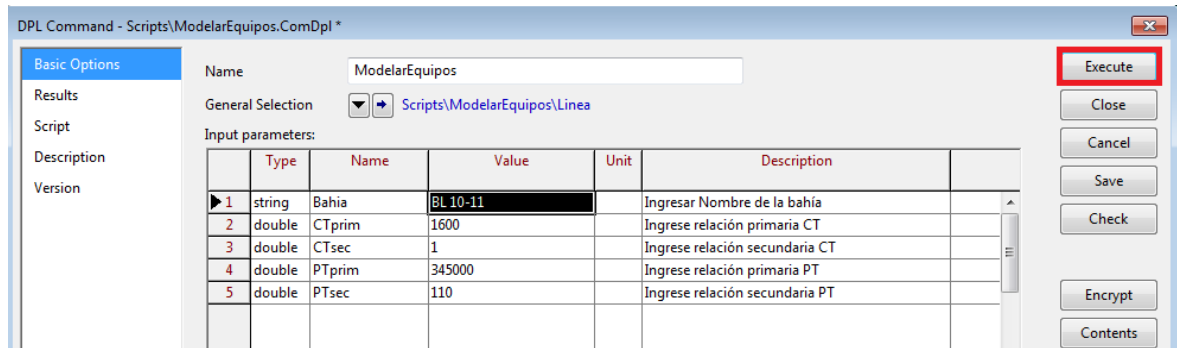 DPL Command - Scripts\ModelarEquipos.ComDpl *
Basic Options
Results
Script
Description
Version
Name ModelarEquipos
General Selection Scripts\ModelarEquipos\Linea
Input parameters:
Type Name Value Unit Description
1 string Bahia BL 10-11 Ingresar Nombre de la bahía
2 double CTprim 1600 Ingrese relación primaria CT
3 double CTsec 1 Ingrese relación secundaria CT
4 double PTprim 345000 Ingrese relación primaria PT
5 double PTsec 110 Ingrese relación secundaria PT
Execute
Close
Cancel
Save
Check
Encrypt
Contents